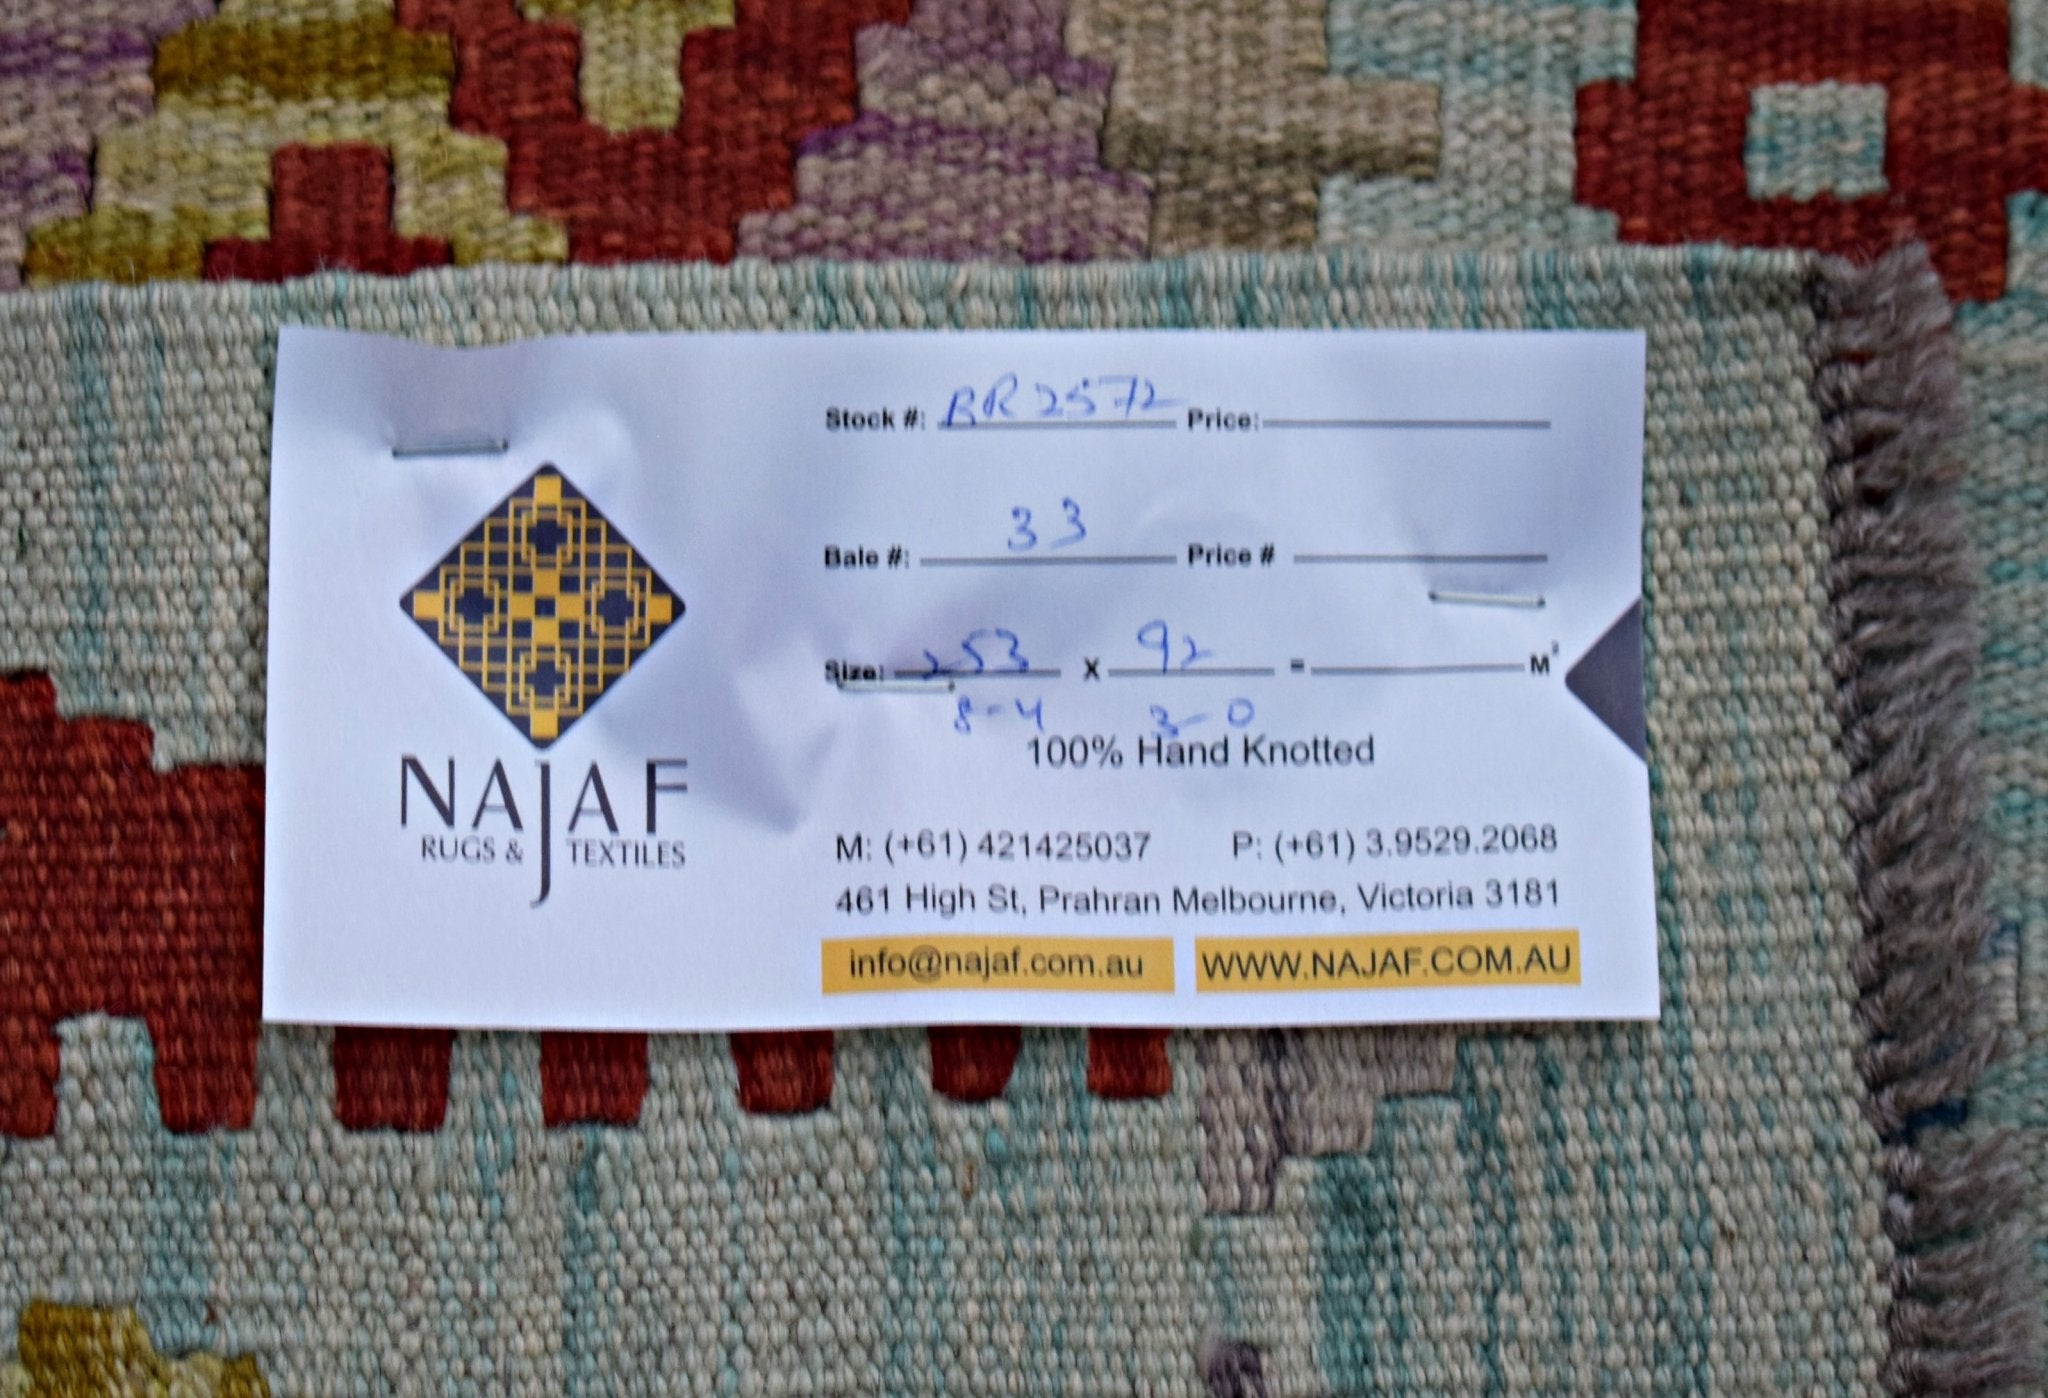 NAJAF
RUGS & TEXTILES
Stock #: RR2572 Price:
Bale #: 33 Price #
Size: 253 X 92 = M²
8-4 3-0
100% Hand Knotted
M: (+61) 421425037 P: (+61) 3.9529.2068
461 High St, Prahran Melbourne, Victoria 3181
info@najaf.com.au WWW.NAJAF.COM.AU